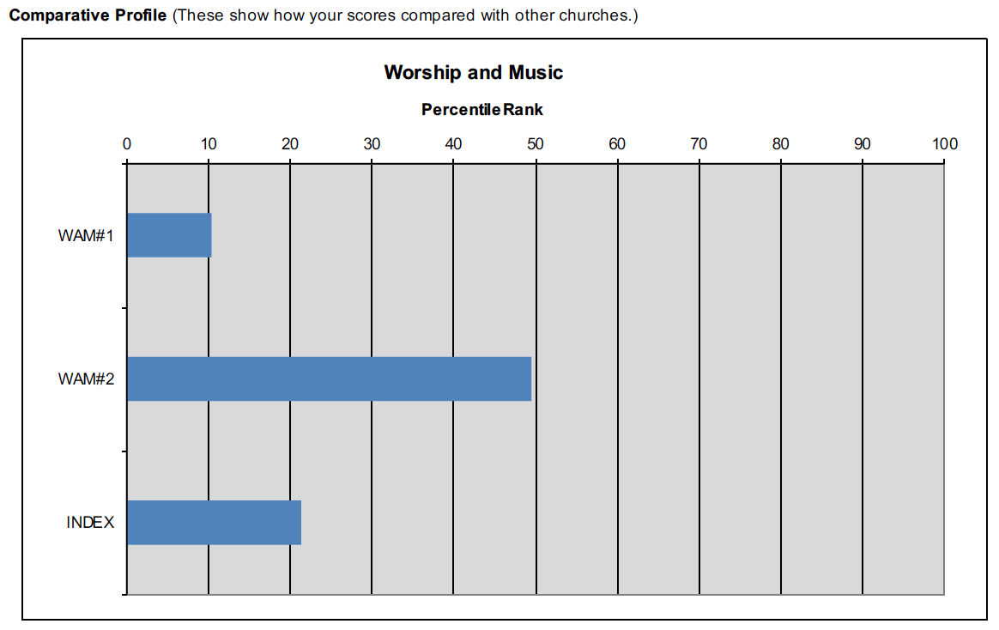 Comparative Profile (These show how your scores compared with other churches.)
Worship and Music
Percentile Rank
0 10 20 30 40 50 60 70 80 90 100
WAM#1
WAM#2
INDEX